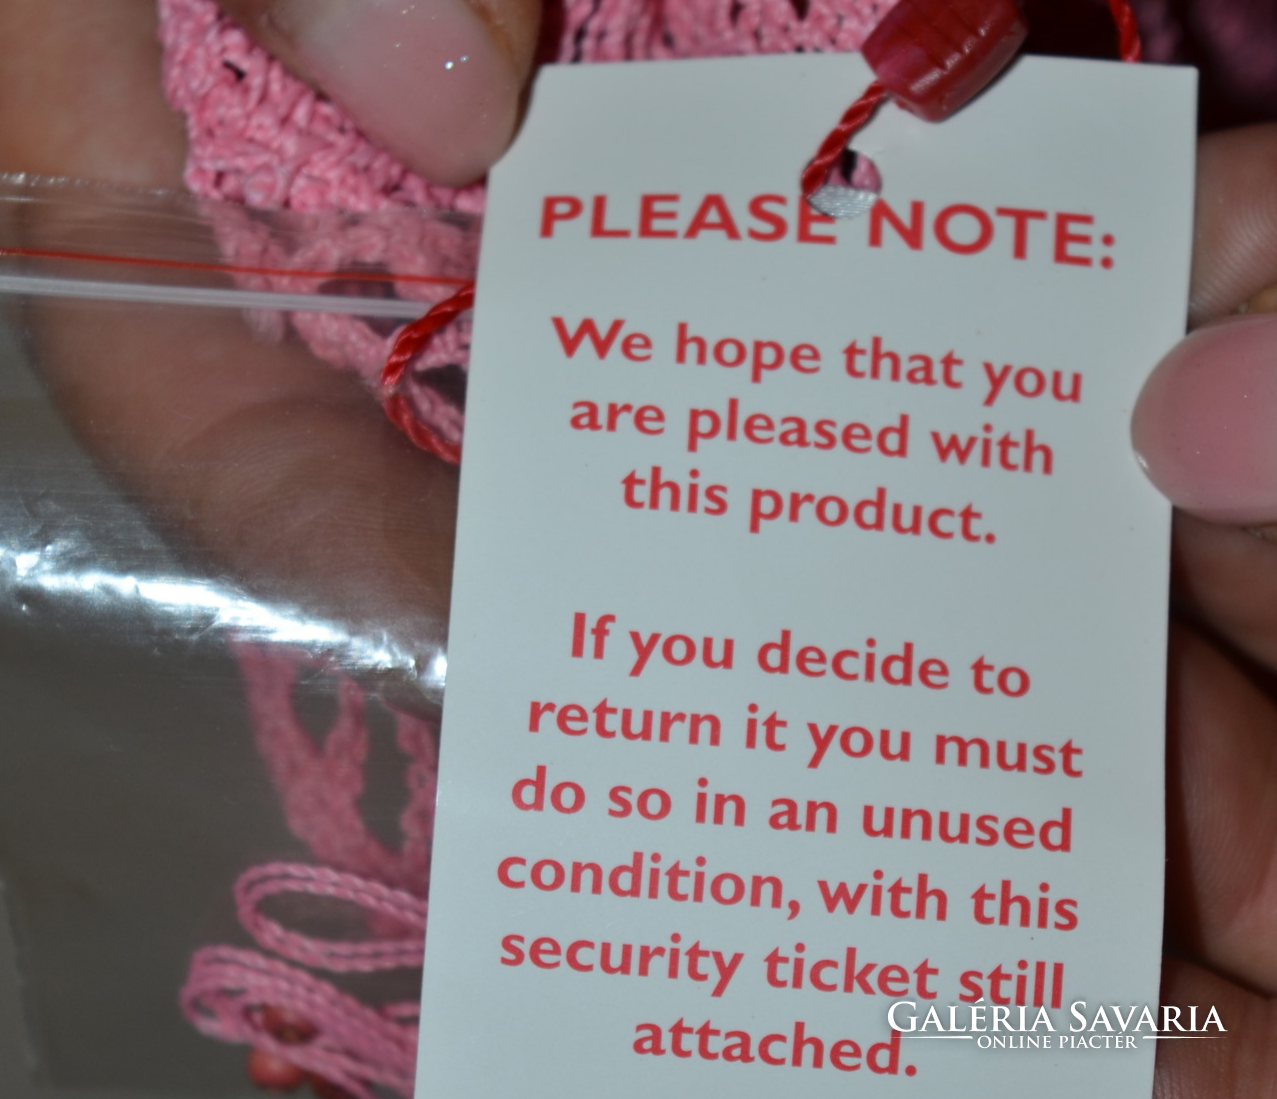 PLEASE NOTE:
We hope that you
are pleased with
this product.
If you decide to
return it you must
do so in an unused
condition, with this
security ticket still
attached.
GALÉRIA SAVARIA
ONLINE PIACTÉR